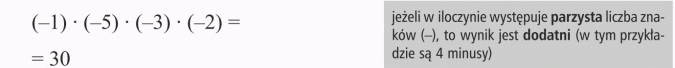 (–1) · (–5) · (–3) · (–2) =
= 30
jeżeli w iloczynie występuje parzysta liczba zna-
ków (–), to wynik jest dodatni (w tym przykła-
dzie są 4 minusy)